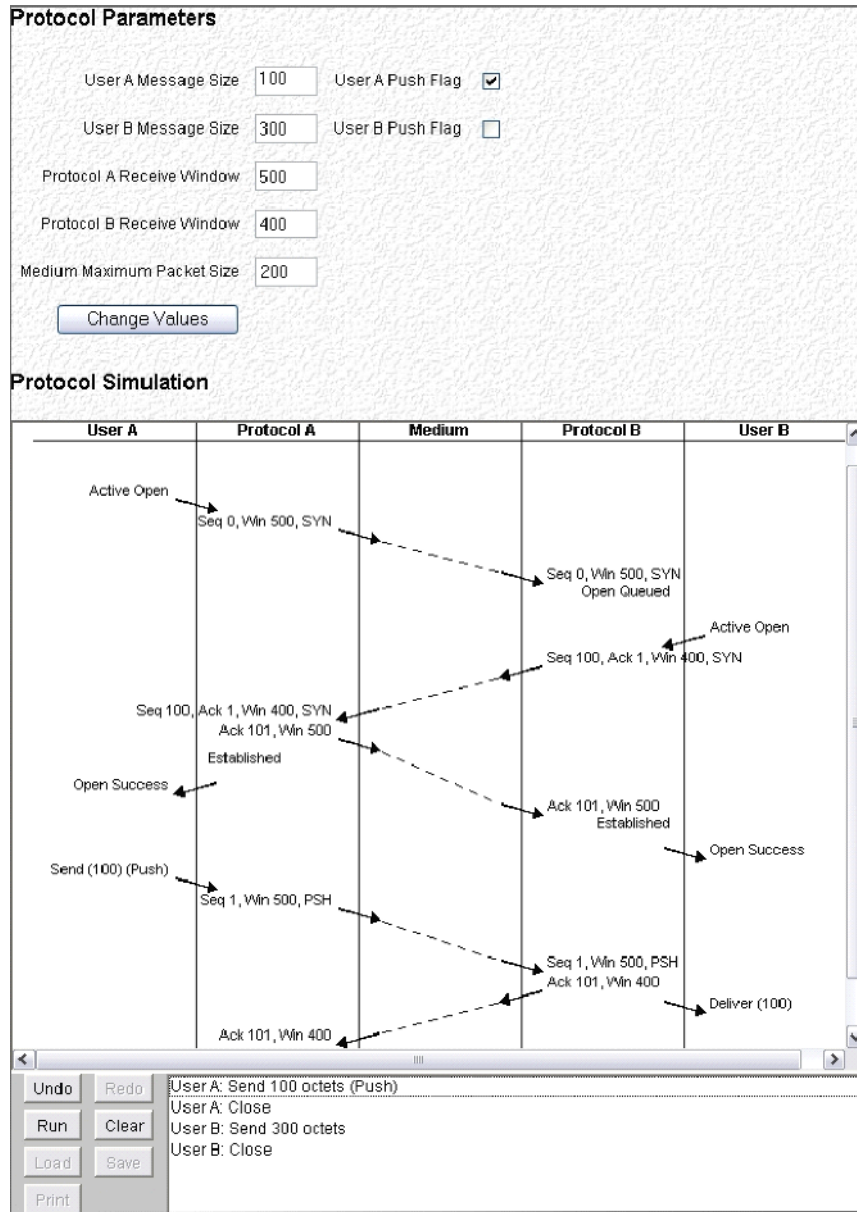 Protocol Parameters
User A Message Size 100 User A Push Flag
User B Message Size 300 User B Push Flag
Protocol A Receive Window 500
Protocol B Receive Window 400
Medium Maximum Packet Size 200
Change Values
Protocol Simulation
User A Protocol A Medium Protocol B User B
Active Open
Seq 0, Win 500, SYN
Seq 0, Win 500, SYN
Open Queued
Active Open
Seq 100, Ack 1, Win 400, SYN
Seq 100, Ack 1, Win 400, SYN
Ack 101, Win 500
Established
Open Success
Ack 101, Win 500
Established
Open Success
Send (100) (Push)
Seq 1, Win 500, PSH
Seq 1, Win 500, PSH
Ack 101, Win 400
Deliver (100)
Ack 101, Win 400
Undo Redo
Run Clear
Load Save
Print
User A: Send 100 octets (Push)
User A: Close
User B: Send 300 octets
User B: Close